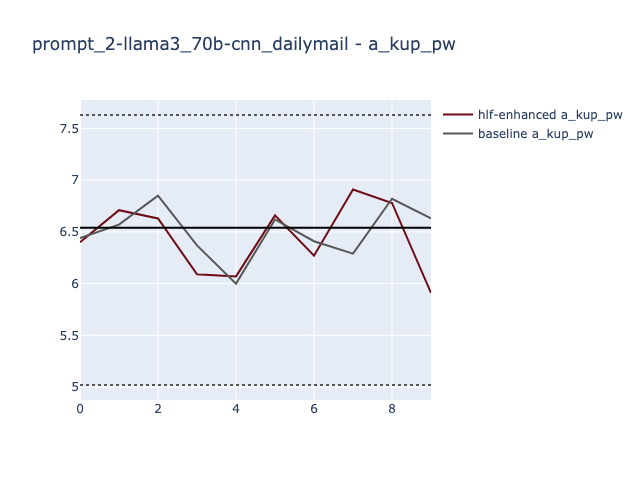 prompt_2-llama3_70b-cnn_dailymail - a_kup_pw
hlf-enhanced a_kup_pw
baseline a_kup_pw
7.5
7
6.5
6
5.5
5
0 2 4 6 8